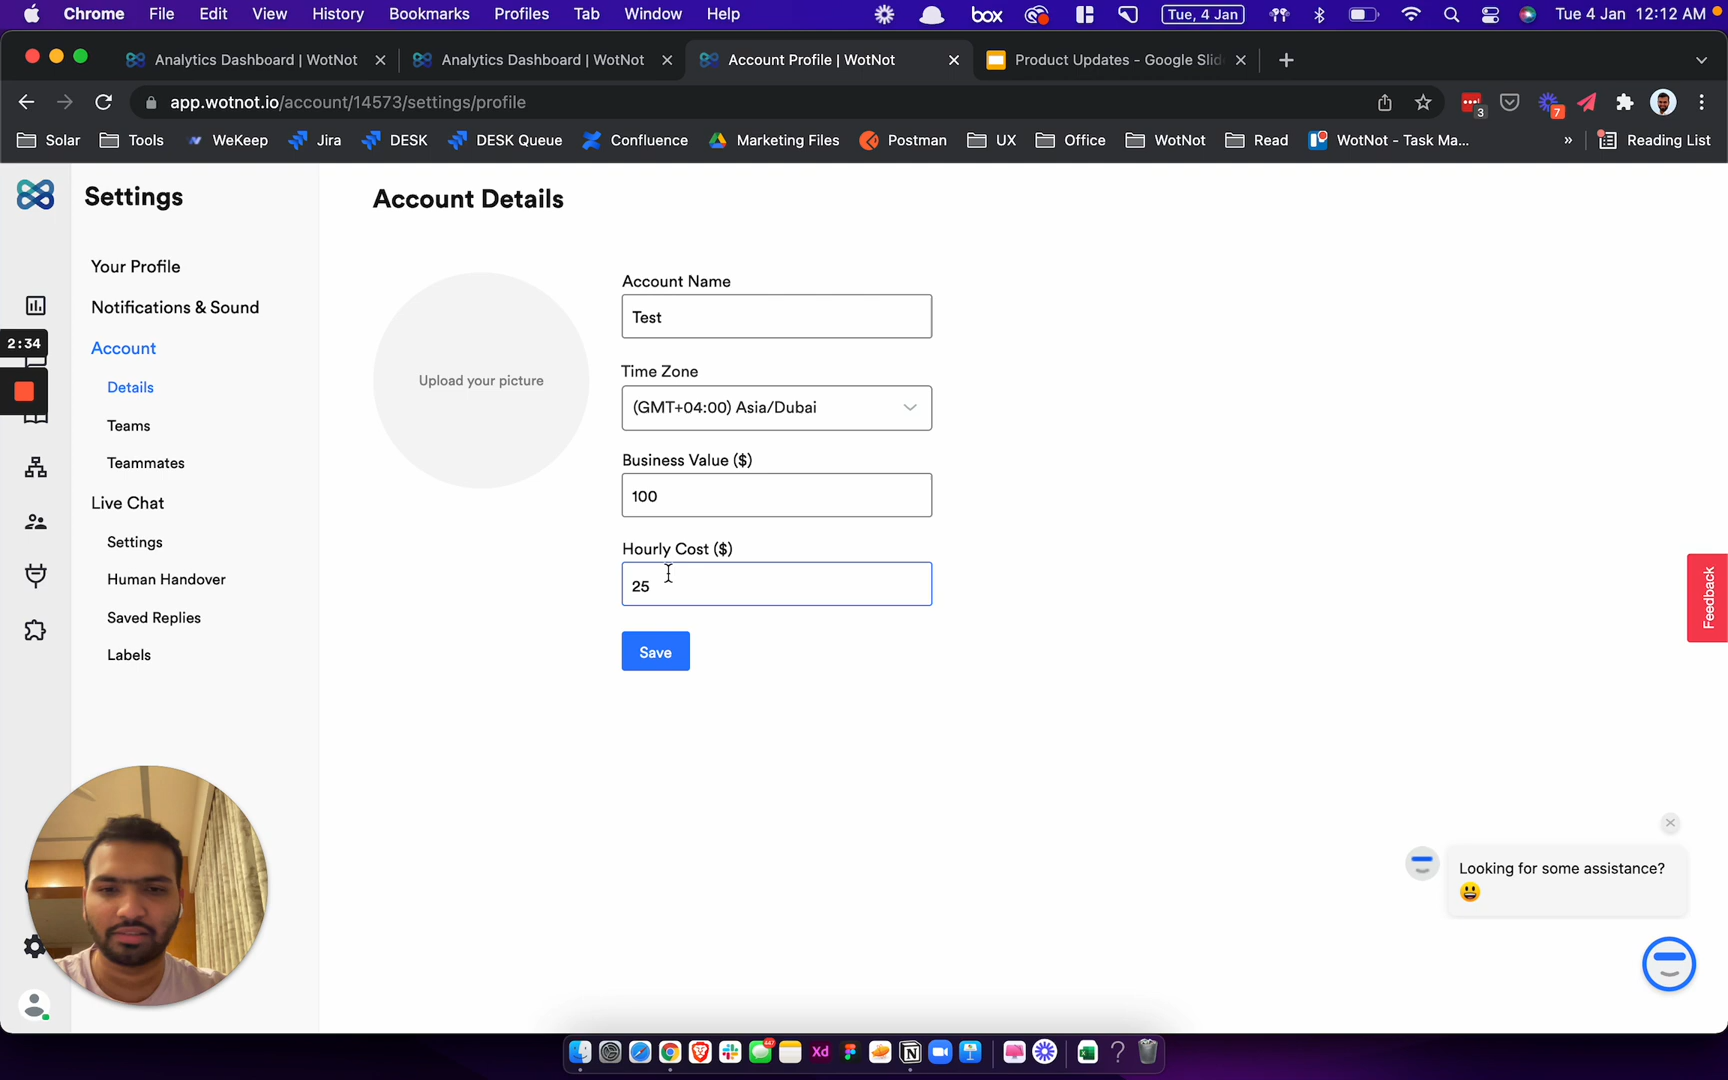 Chrome File Edit View History Bookmarks Profiles Tab Window Help box Tue, 4 Jan Tue 4 Jan 12:12 AM
Analytics Dashboard | WotNot Analytics Dashboard | WotNot Account Profile | WotNot Product Updates - Google Slid
app.wotnot.io/account/14573/settings/profile 3 7
Solar Tools WeKeep Jira DESK DESK Queue Confluence Marketing Files Postman UX Office WotNot Read WotNot - Task Ma... » Reading List
Settings
Your Profile
Notifications & Sound
Account
Details
Teams
Teammates
Live Chat
Settings
Human Handover
Saved Replies
Labels
2:34
Account Details
Upload your picture
Account Name
Test
Time Zone
(GMT+04:00) Asia/Dubai
Business Value ($)
100
Hourly Cost ($)
25
Save
Feedback
Looking for some assistance?
😃
Xd